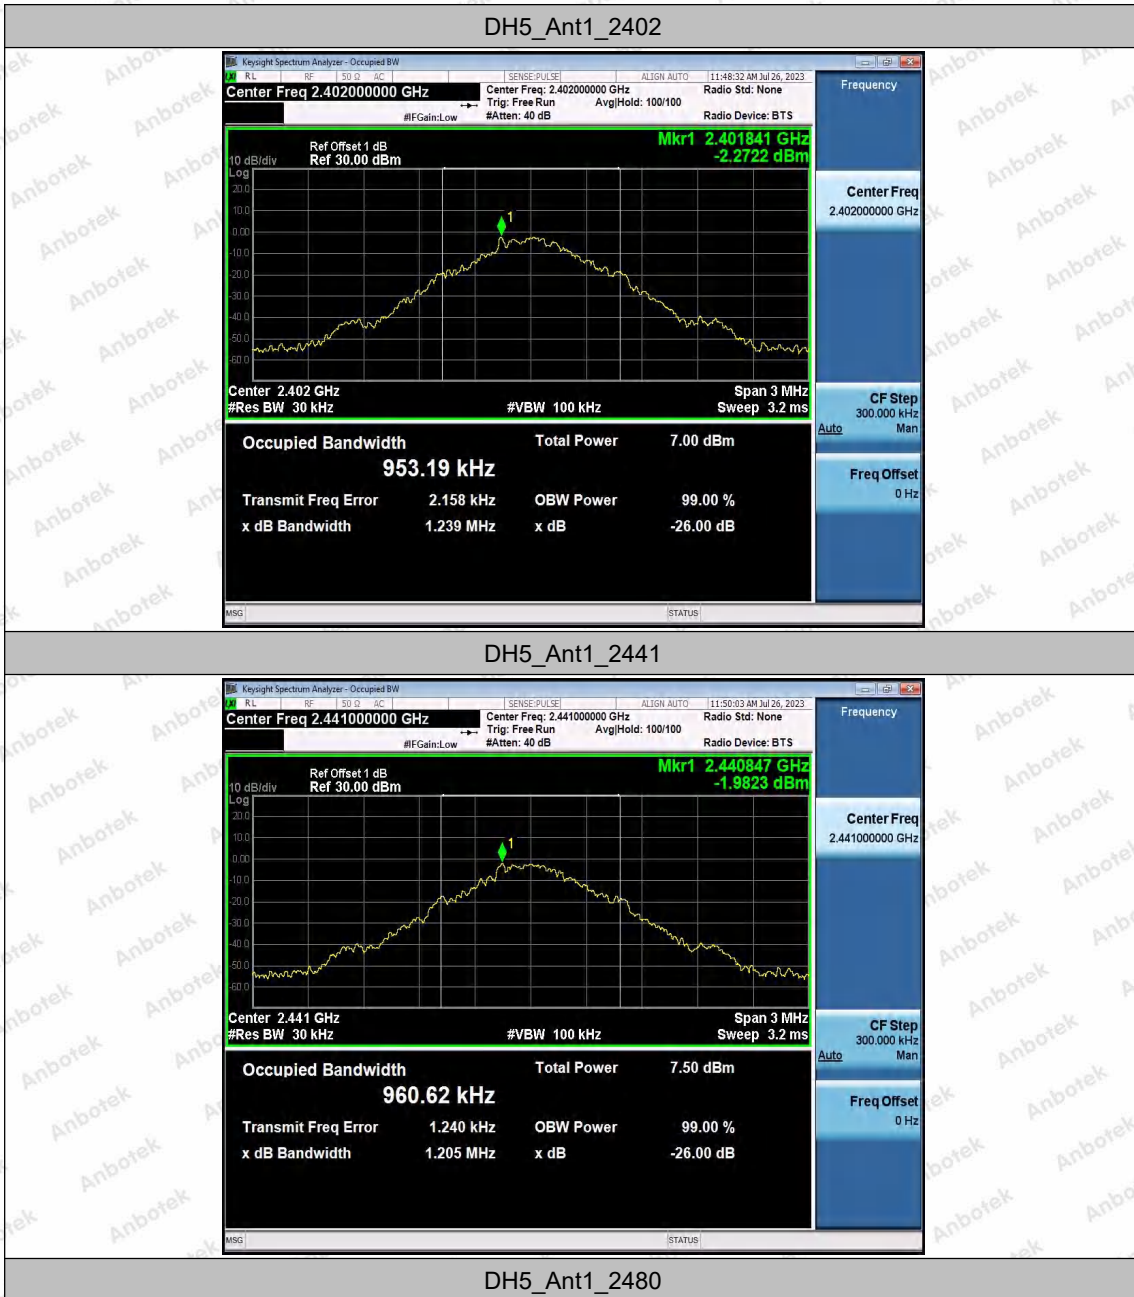 DH5_Ant1_2402
Keysight Spectrum Analyzer - Occupied BW
RL RF 50 Ω AC SENSE:PULSE ALIGN AUTO 11:48:32 AM Jul 26, 2023
Center Freq 2.402000000 GHz
Center Freq: 2.402000000 GHz Radio Std: None
Trig: Free Run Avg|Hold: 100/100
#IFGain:Low #Atten: 40 dB Radio Device: BTS
Frequency
Mkr1 2.401841 GHz
-2.2722 dBm
Ref Offset 1 dB
10 dB/div Ref 30.00 dBm
Log
20.0
10.0
0.00
-10.0
-20.0
-30.0
-40.0
-50.0
-60.0
1
Center Freq
2.402000000 GHz
Center 2.402 GHz Span 3 MHz
#Res BW 30 kHz #VBW 100 kHz Sweep 3.2 ms
CF Step
300.000 kHz
Auto Man
Freq Offset
0 Hz
Occupied Bandwidth Total Power 7.00 dBm
953.19 kHz
Transmit Freq Error 2.158 kHz OBW Power 99.00 %
x dB Bandwidth 1.239 MHz x dB -26.00 dB
MSG STATUS
DH5_Ant1_2441
Keysight Spectrum Analyzer - Occupied BW
RL RF 50 Ω AC SENSE:PULSE ALIGN AUTO 11:50:03 AM Jul 26, 2023
Center Freq 2.441000000 GHz
Center Freq: 2.441000000 GHz Radio Std: None
Trig: Free Run Avg|Hold: 100/100
#IFGain:Low #Atten: 40 dB Radio Device: BTS
Frequency
Mkr1 2.440847 GHz
-1.9823 dBm
Ref Offset 1 dB
10 dB/div Ref 30.00 dBm
Log
20.0
10.0
0.00
-10.0
-20.0
-30.0
-40.0
-50.0
-60.0
1
Center Freq
2.441000000 GHz
Center 2.441 GHz Span 3 MHz
#Res BW 30 kHz #VBW 100 kHz Sweep 3.2 ms
CF Step
300.000 kHz
Auto Man
Freq Offset
0 Hz
Occupied Bandwidth Total Power 7.50 dBm
960.62 kHz
Transmit Freq Error 1.240 kHz OBW Power 99.00 %
x dB Bandwidth 1.205 MHz x dB -26.00 dB
MSG STATUS
DH5_Ant1_2480
Anbotek